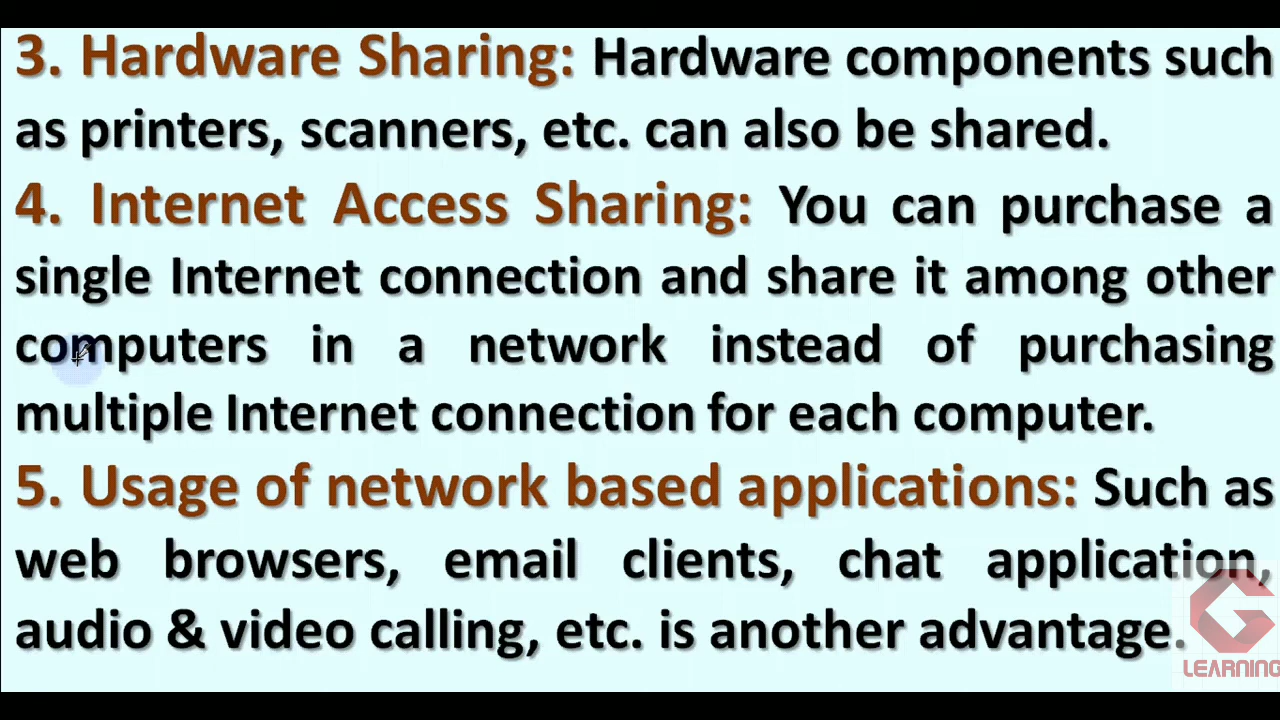 3. Hardware Sharing: Hardware components such
as printers, scanners, etc. can also be shared.
4. Internet Access Sharing: You can purchase a
single Internet connection and share it among other
computers in a network instead of purchasing
multiple Internet connection for each computer.
5. Usage of network based applications: Such as
web browsers, email clients, chat application,
audio & video calling, etc. is another advantage.
G
LEARNING